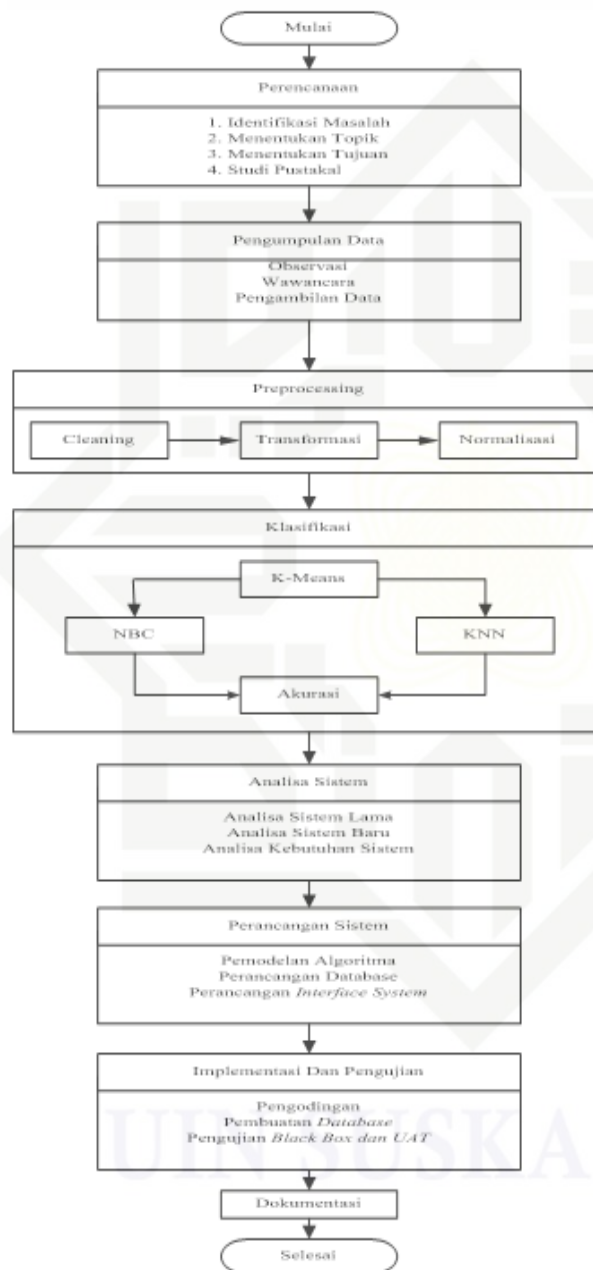 Mulai
Perencanaan
1. Identifikasi Masalah
2. Menentukan Topik
3. Menentukan Tujuan
4. Studi Pustakal
Pengumpulan Data
Observasi
Wawancara
Pengambilan Data
Preprocessing
Cleaning
Transformasi
Normalisasi
Klasifikasi
K-Means
NBC
KNN
Akurasi
Analisa Sistem
Analisa Sistem Lama
Analisa Sistem Baru
Analisa Kebutuhan Sistem
Perancangan Sistem
Pemodelan Algoritma
Perancangan Database
Perancangan Interface System
Implementasi Dan Pengujian
Pengodingan
Pembuatan Database
Pengujian Black Box dan UAT
UIN SUSKA
Dokumentasi
Selesai